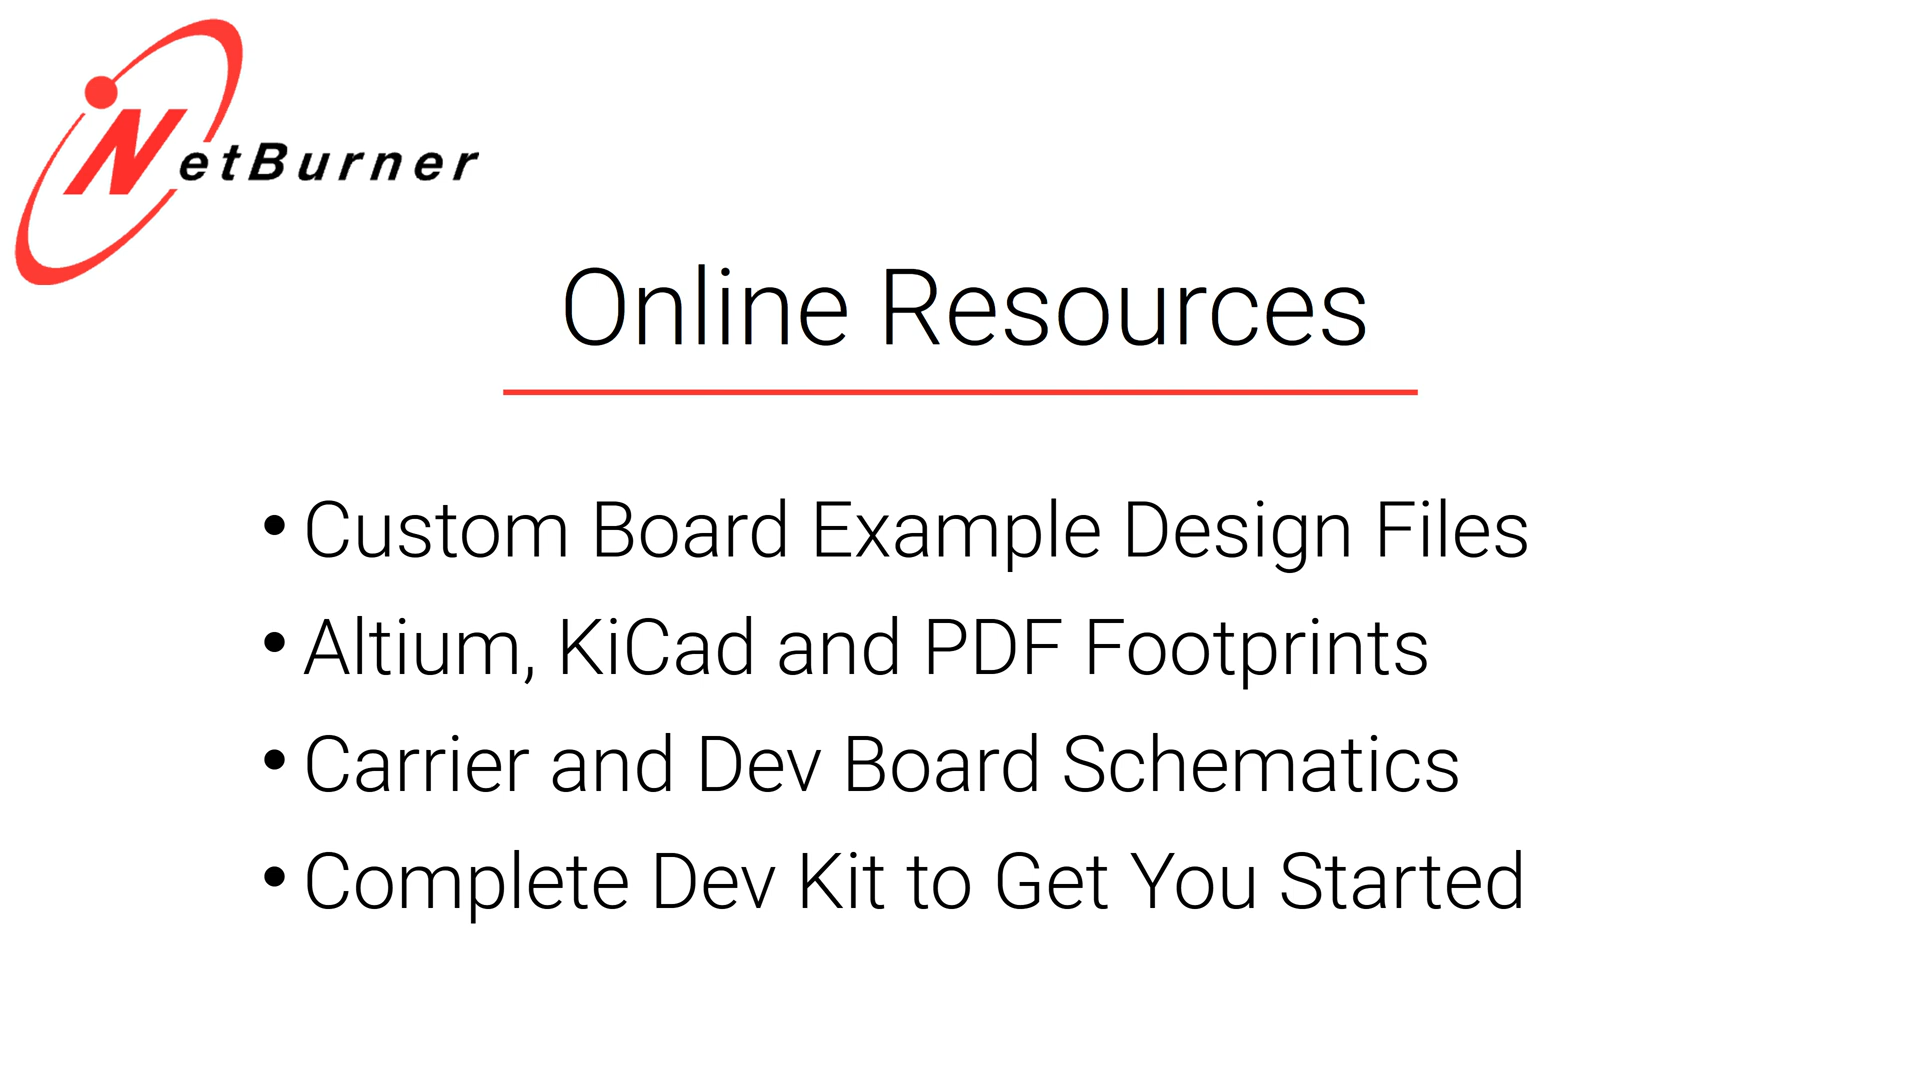 NetBurner
Online Resources
• Custom Board Example Design Files
• Altium, KiCad and PDF Footprints
• Carrier and Dev Board Schematics
• Complete Dev Kit to Get You Started